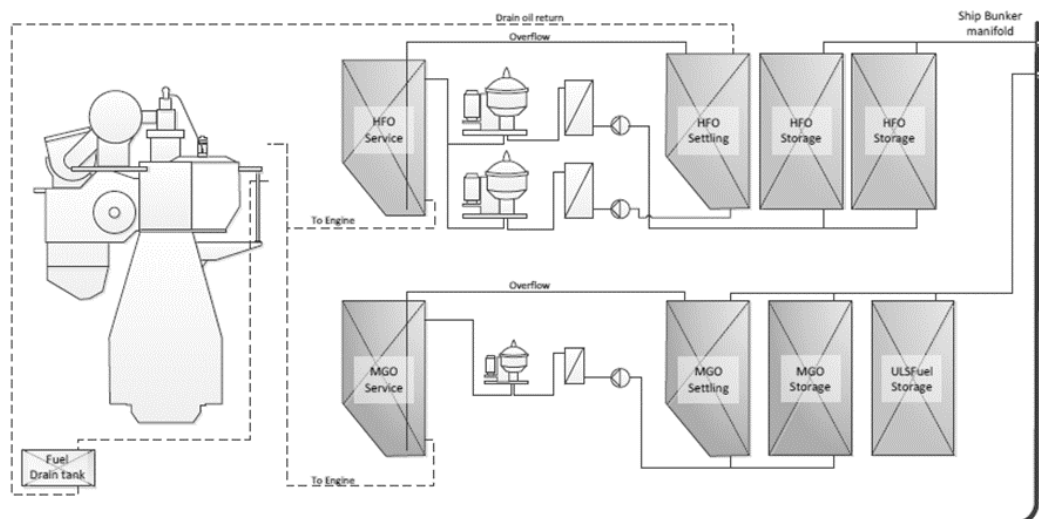 Drain oil return
Overflow
Ship Bunker
manifold
HFO
Service
HFO
Settling
HFO
Storage
HFO
Storage
To Engine
Overflow
MGO
Service
MGO
Settling
MGO
Storage
ULSFuel
Storage
Fuel
Drain tank
To Engine